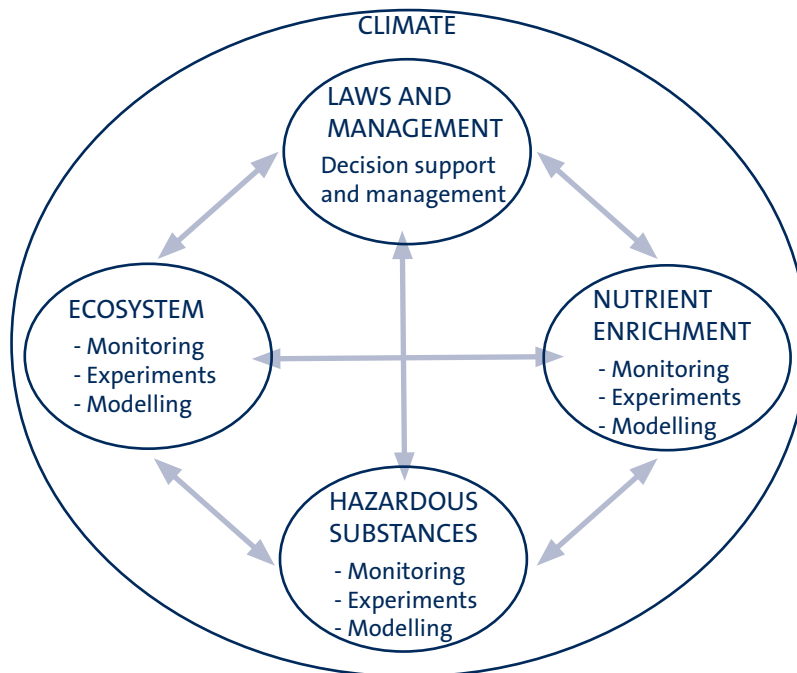 CLIMATE
LAWS AND
MANAGEMENT
Decision support
and management
ECOSYSTEM
- Monitoring
- Experiments
- Modelling
NUTRIENT
ENRICHMENT
- Monitoring
- Experiments
- Modelling
HAZARDOUS
SUBSTANCES
- Monitoring
- Experiments
- Modelling